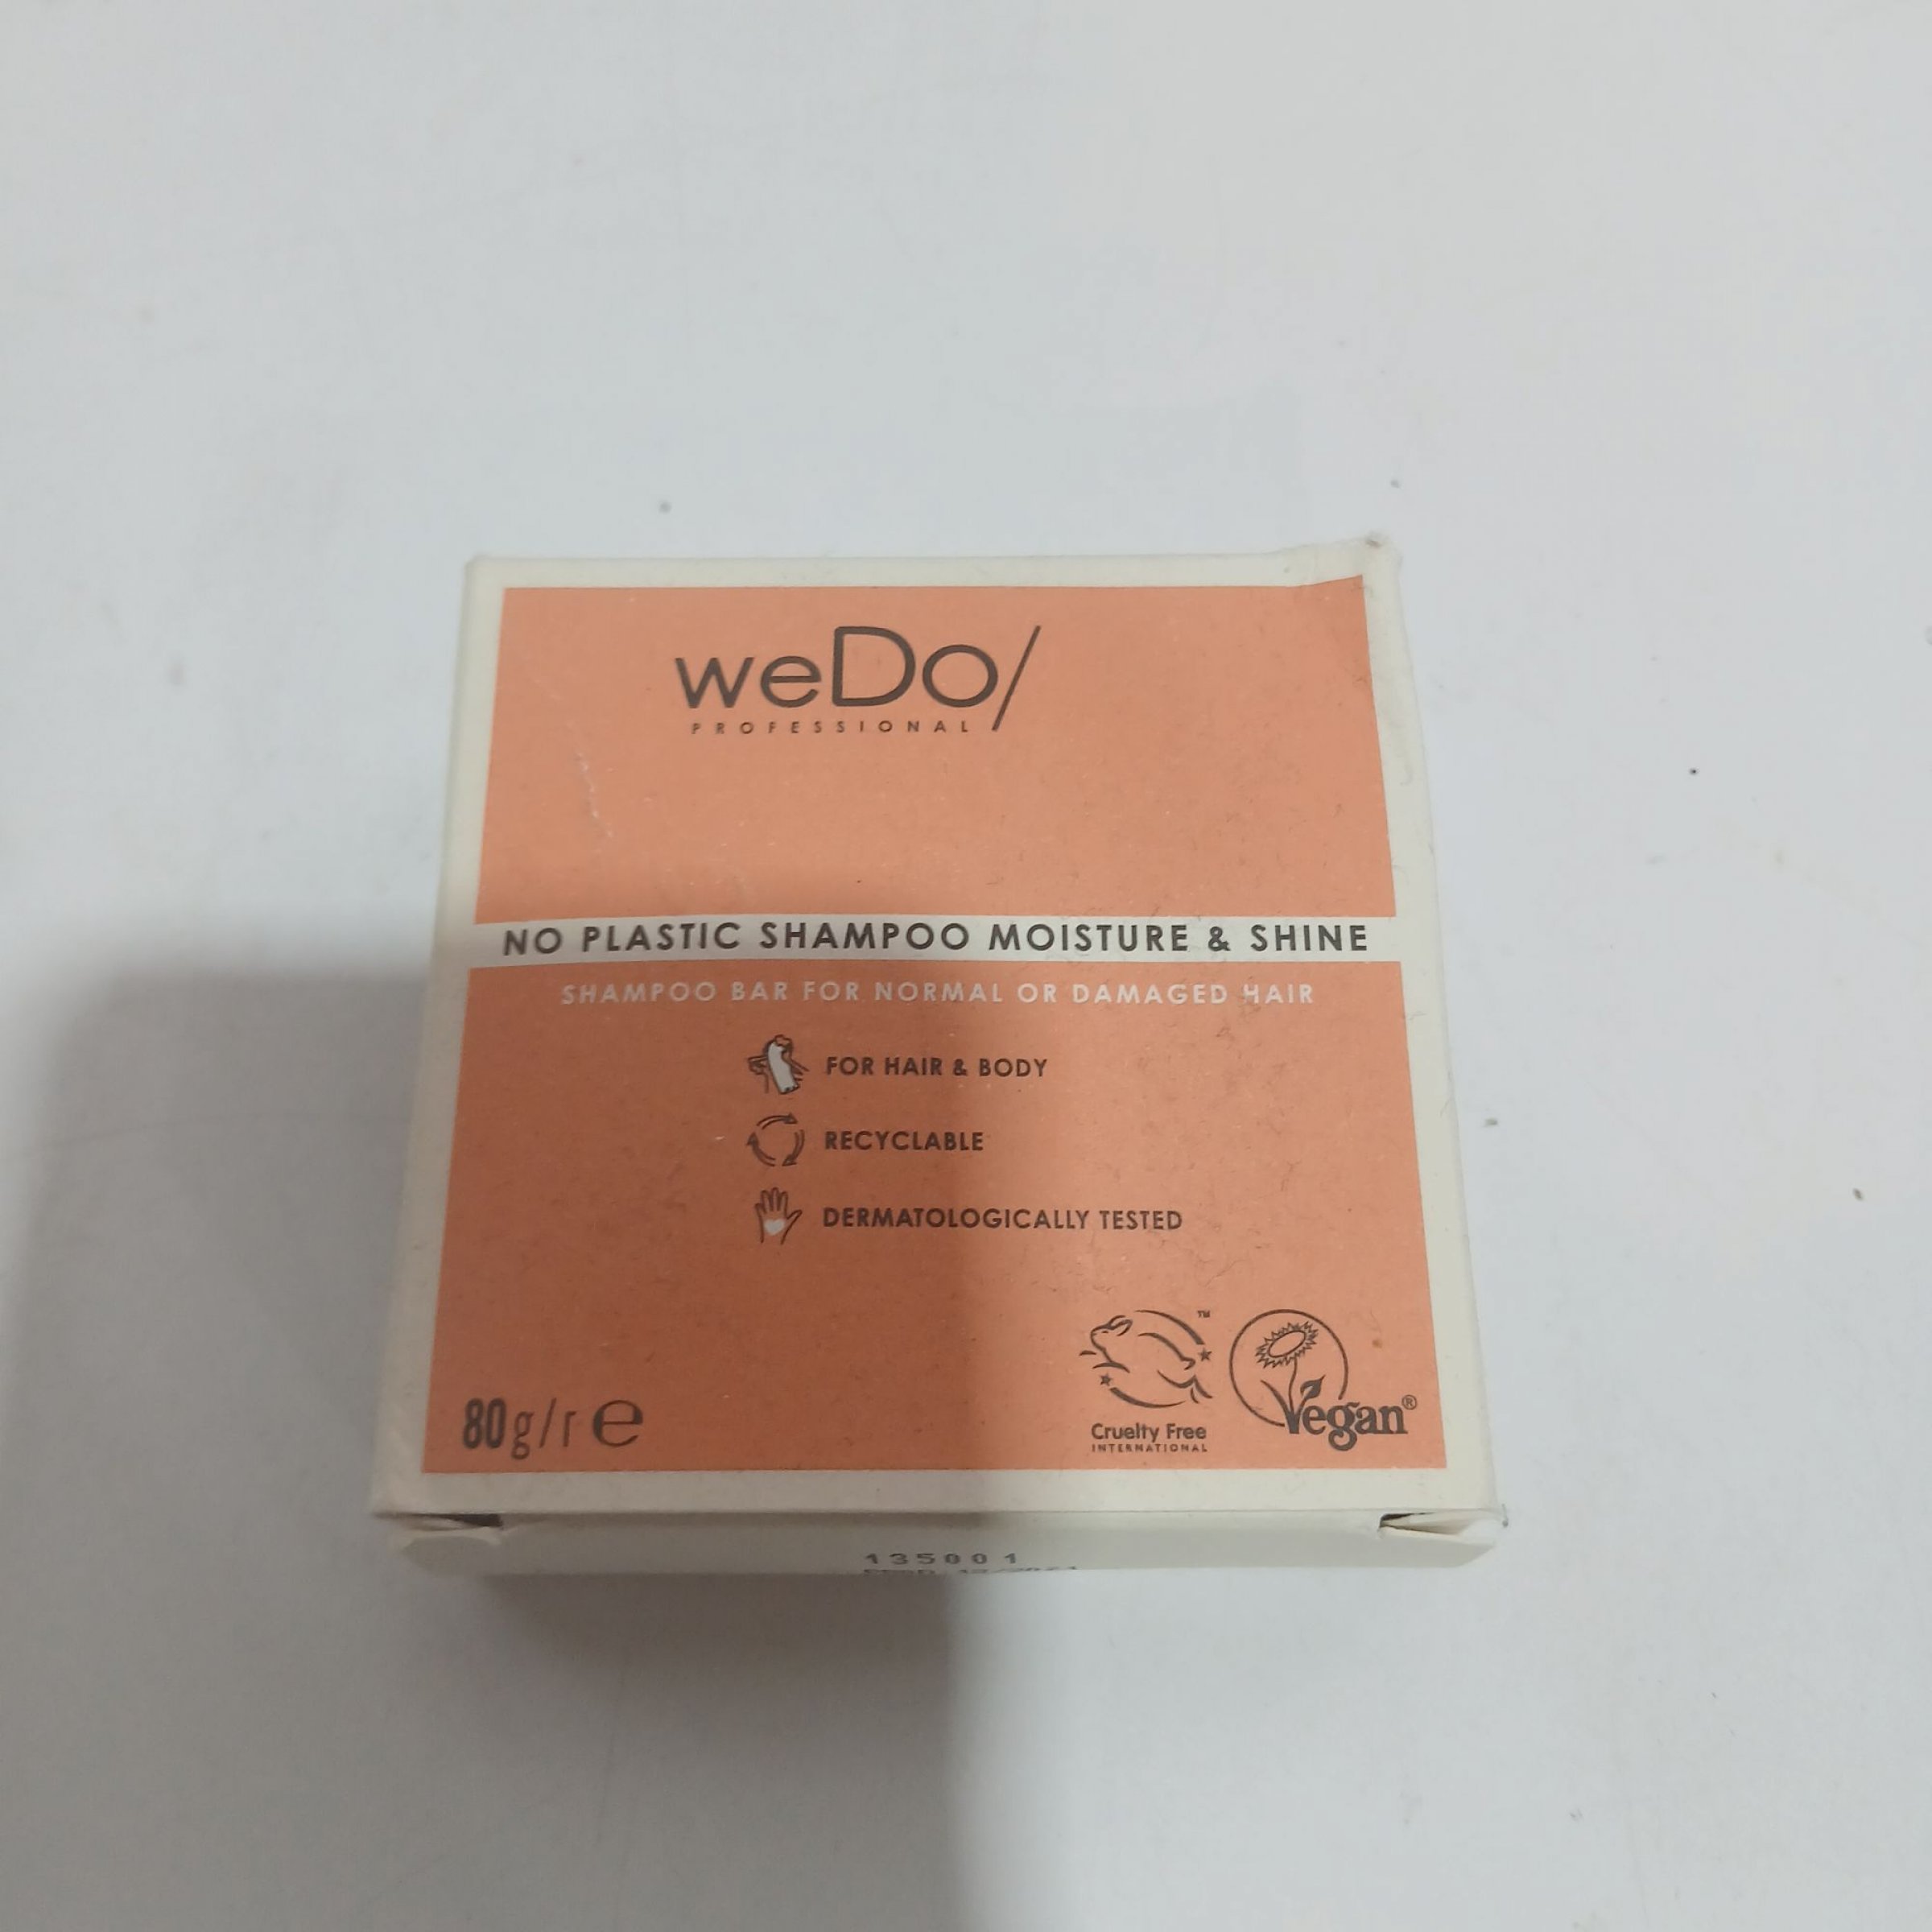 weDo/
PROFESSIONAL
NO PLASTIC SHAMPOO MOISTURE & SHINE
SHAMPOO BAR FOR NORMAL OR DAMAGED HAIR
FOR HAIR & BODY
RECYCLABLE
DERMATOLOGICALLY TESTED
80g/r e
TM
Cruelty Free
INTERNATIONAL
Vegan®
135001